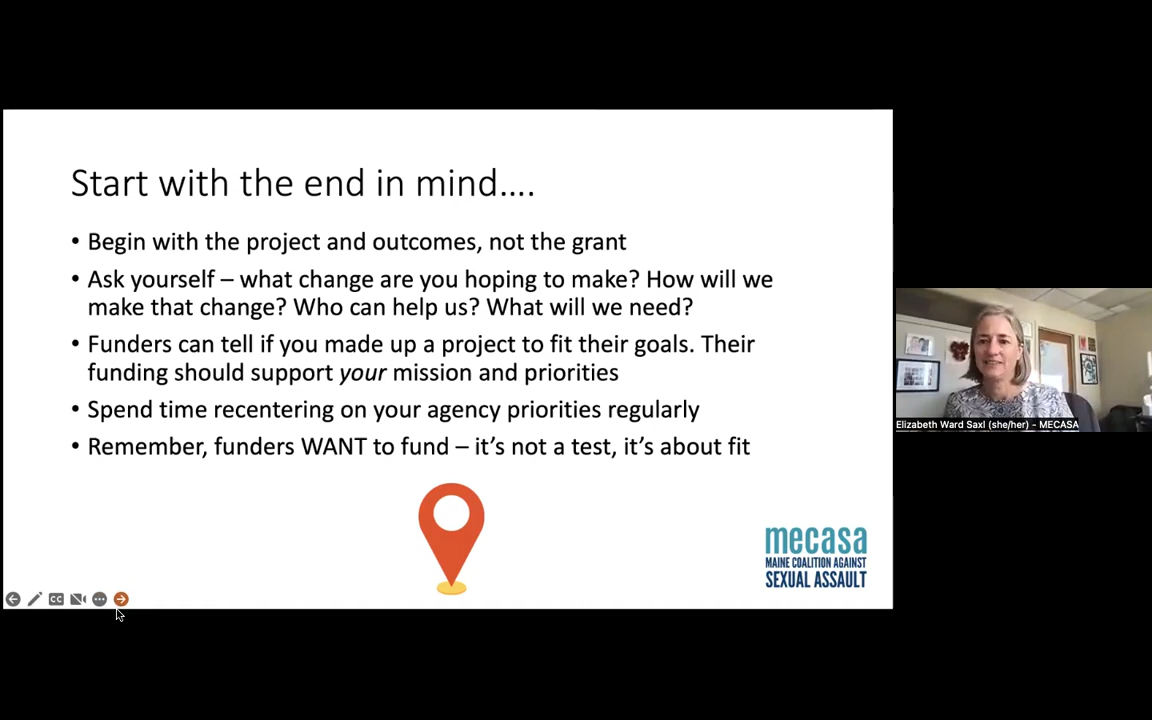 Start with the end in mind....
• Begin with the project and outcomes, not the grant
• Ask yourself – what change are you hoping to make? How will we
make that change? Who can help us? What will we need?
• Funders can tell if you made up a project to fit their goals. Their
funding should support your mission and priorities
• Spend time recentering on your agency priorities regularly
• Remember, funders WANT to fund – it’s not a test, it’s about fit
mecasa
MAINE COALITION AGAINST
SEXUAL ASSAULT
CC
Elizabeth Ward Saxl (she/her) - MECASA